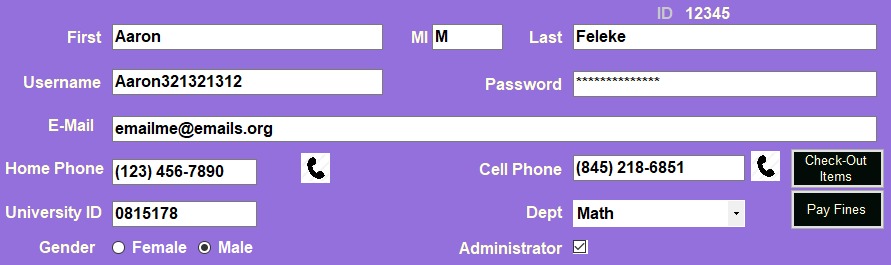 ID 12345
First Aaron MI M Last Feleke
Username Aaron321321312 Password **************
E-Mail emailme@emails.org
Home Phone (123) 456-7890 Cell Phone (845) 218-6851 Check-Out Items
University ID 0815178 Dept Math Pay Fines
Gender Female Male Administrator